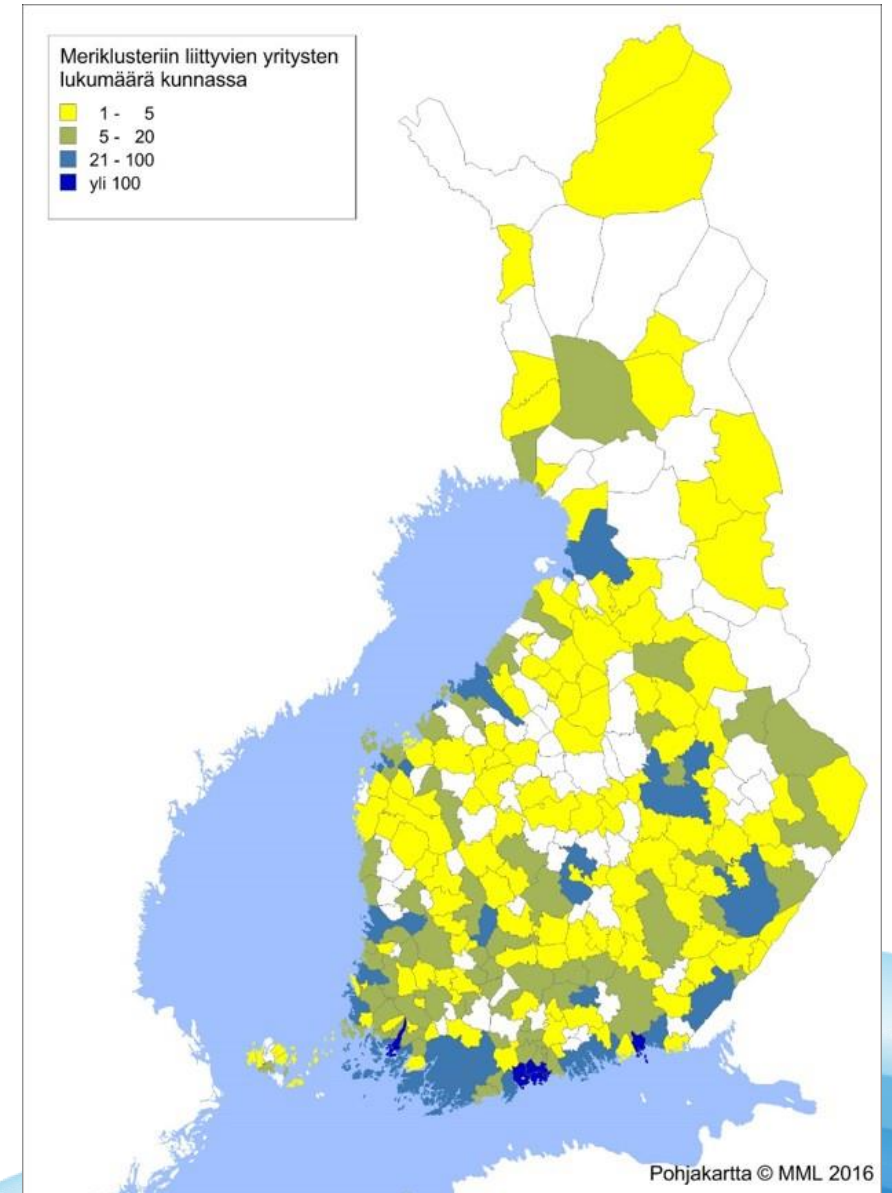 Meriklusteriin liittyvien yritysten
lukumäärä kunnassa
1 - 5
5 - 20
21 - 100
yli 100
Pohjakartta © MML 2016